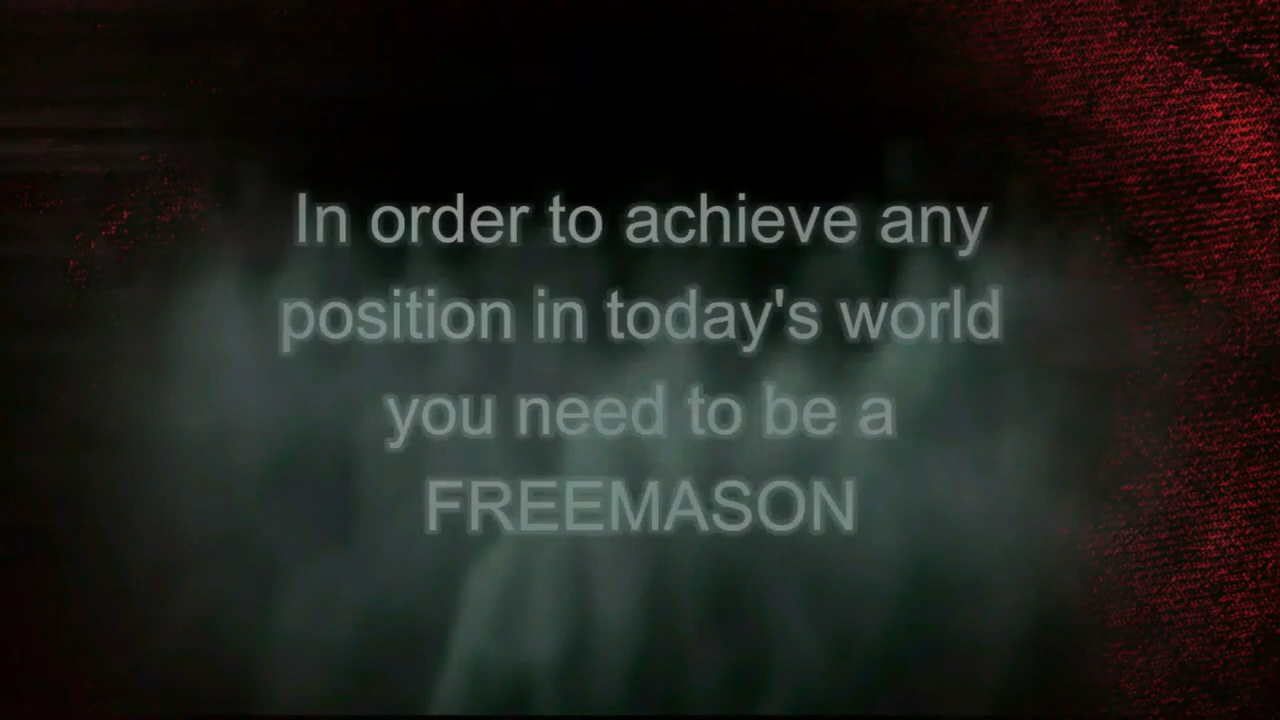 In order to achieve any
position in today's world
you need to be a
FREEMASON